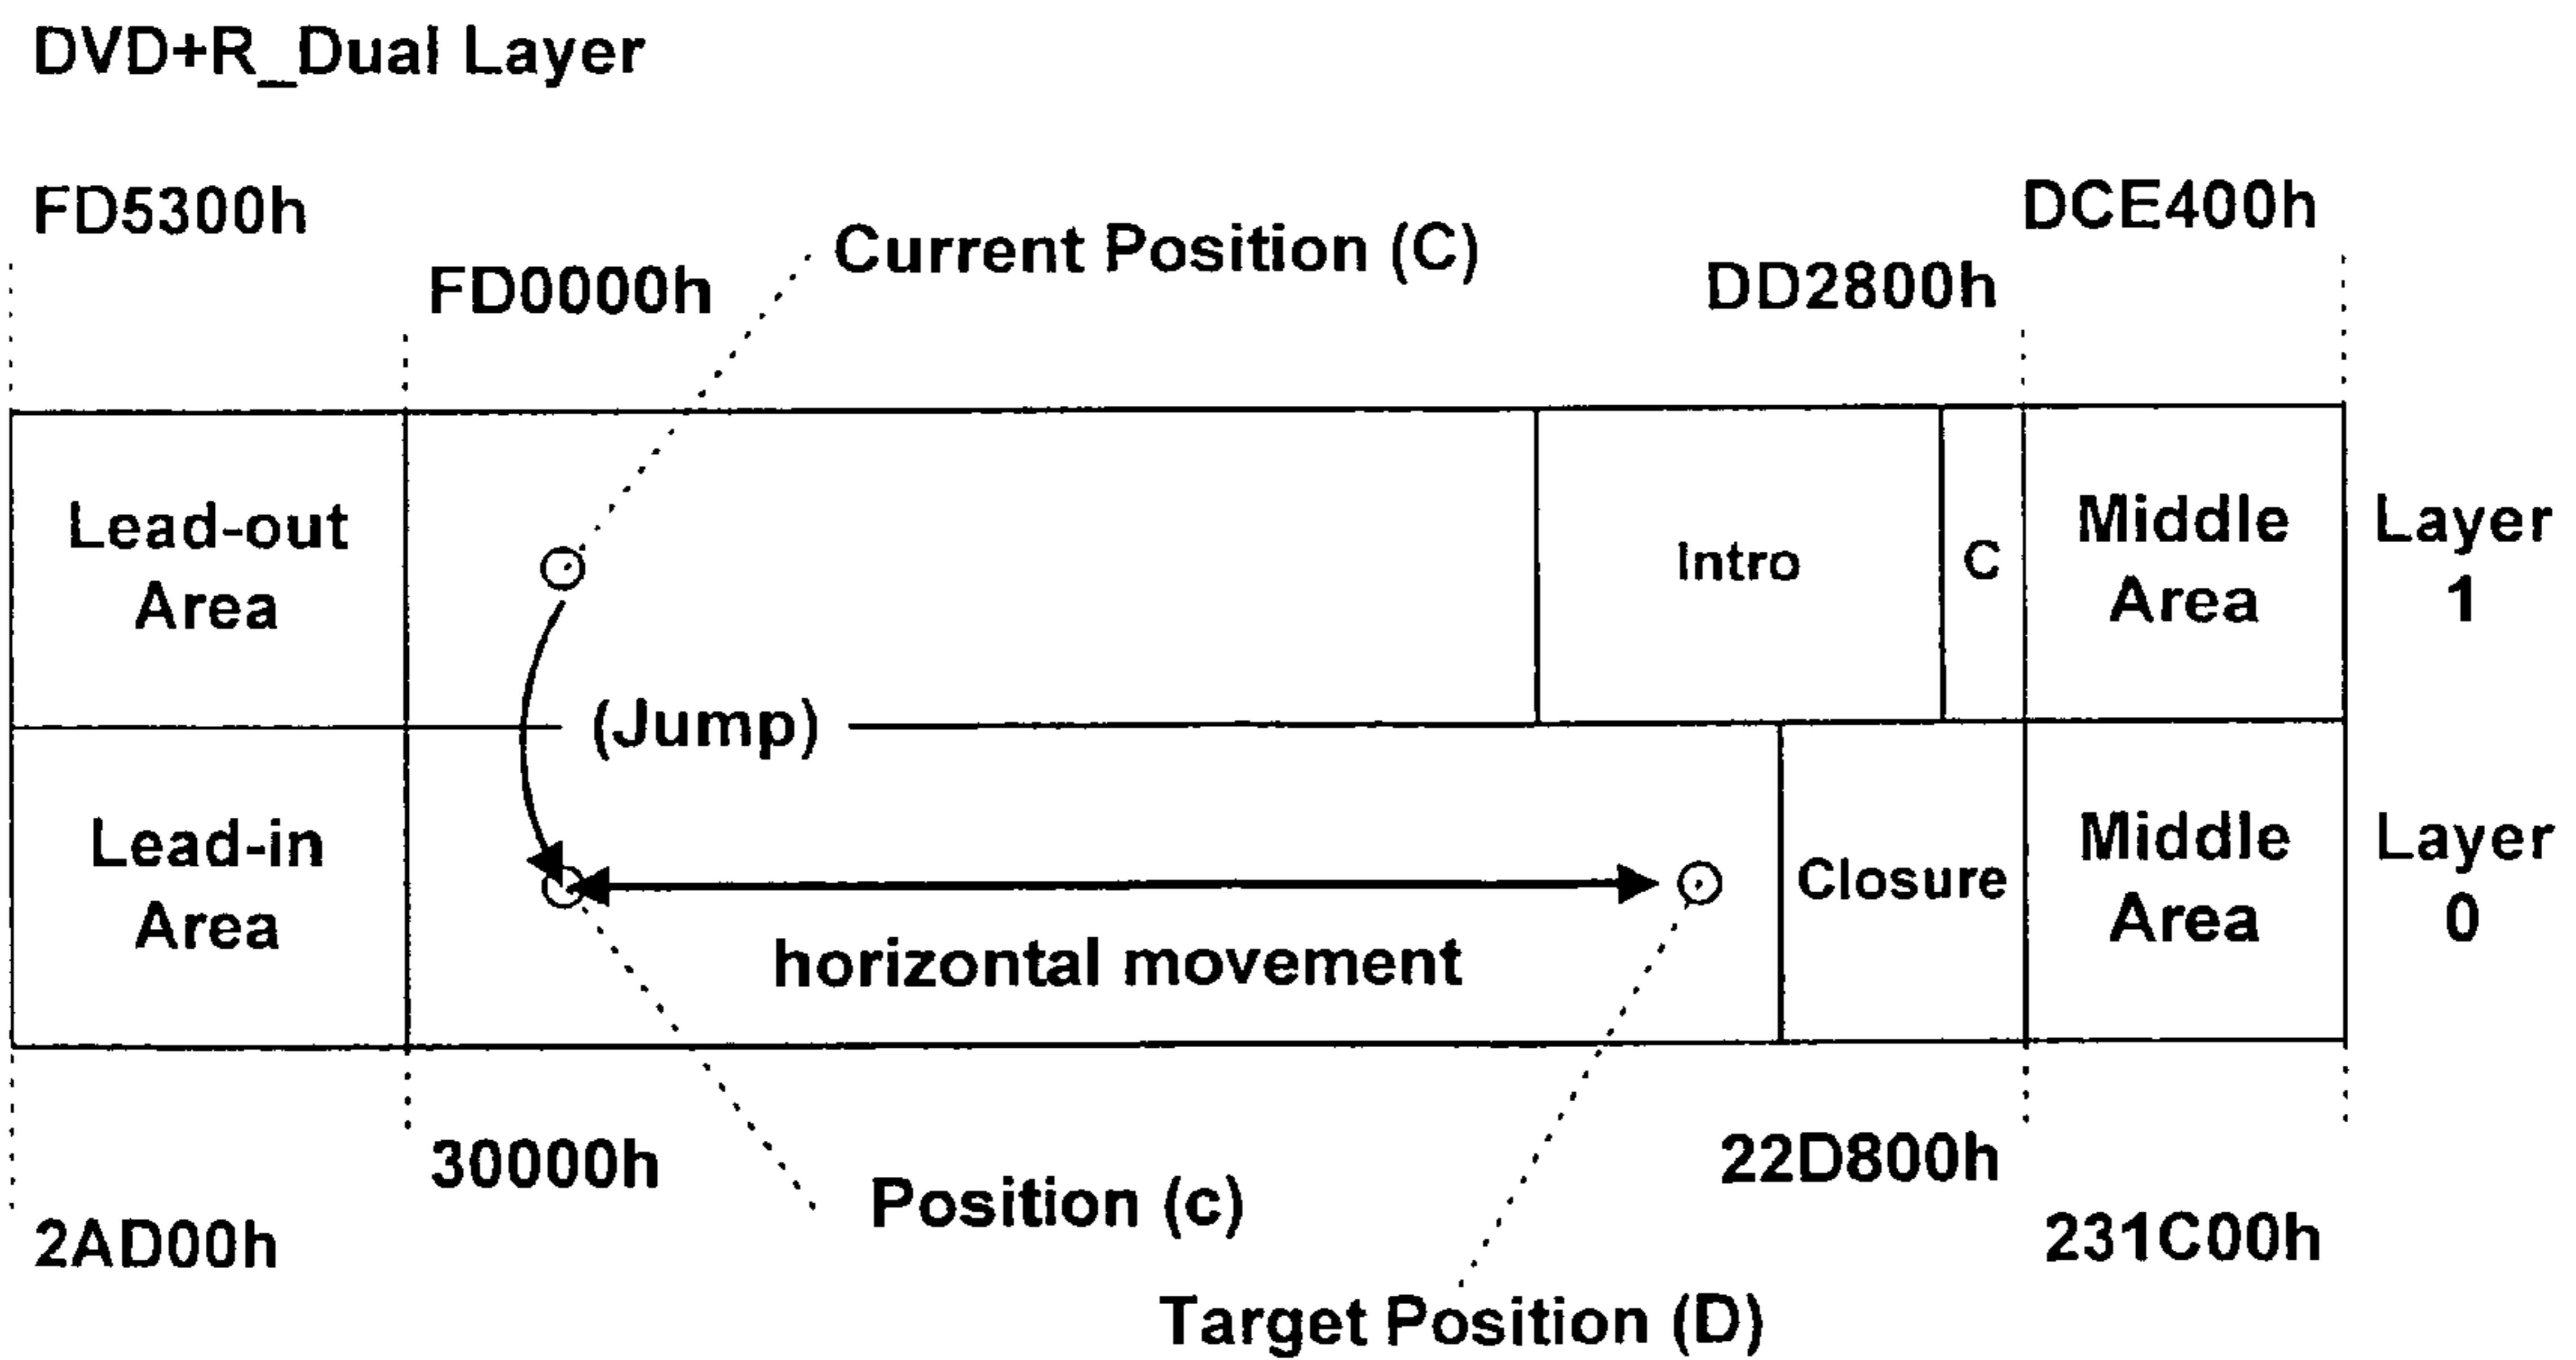 DVD+R_Dual Layer
FD5300h
DCE400h
Current Position (C)
FD0000h
DD2800h
Lead-out
Area
Intro
C
Middle
Area
Layer
1
(Jump)
Lead-in
Area
Closure
Middle
Area
Layer
0
horizontal movement
30000h
22D800h
Position (c)
2AD00h
231C00h
Target Position (D)